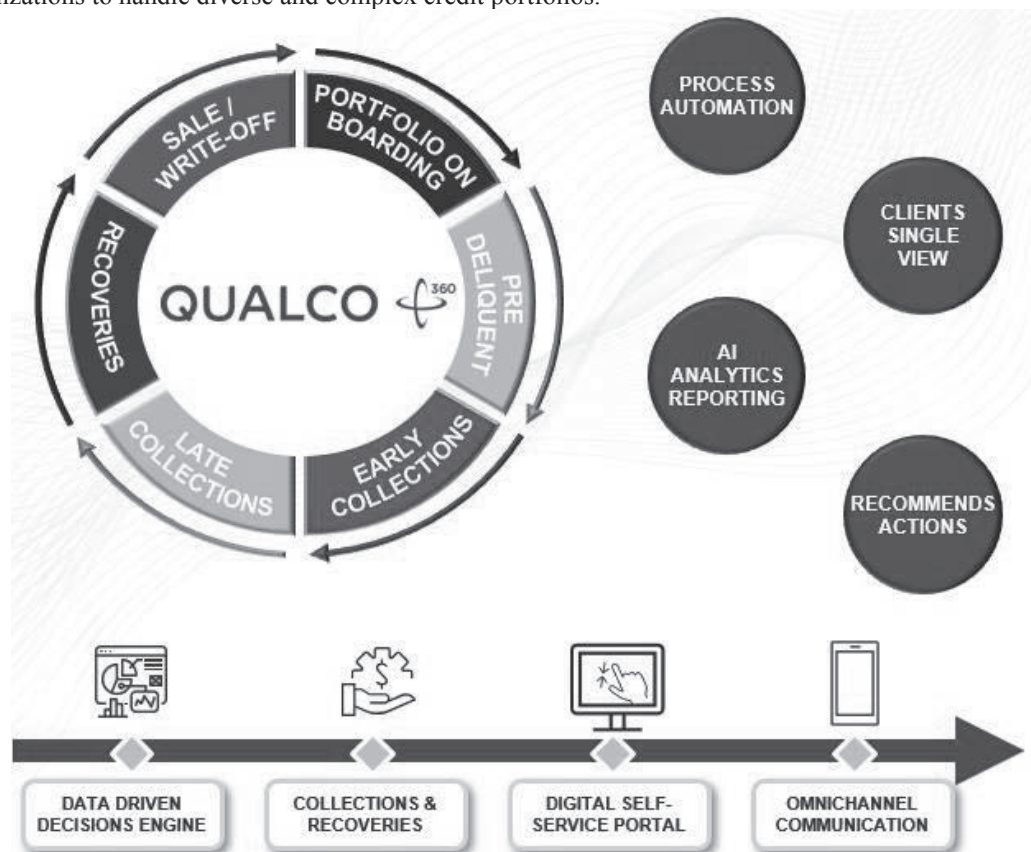 nizations to handle diverse and complex credit portfolios.
SALE /
WRITE-OFF
PORTFOLIO ON
BOARDING
PRE
DELIQUENT
EARLY
COLLECTIONS
LATE
COLLECTIONS
RECOVERIES
QUALCO 360
PROCESS
AUTOMATION
CLIENTS
SINGLE
VIEW
AI
ANALYTICS
REPORTING
RECOMMENDS
ACTIONS
DATA DRIVEN
DECISIONS ENGINE
COLLECTIONS &
RECOVERIES
DIGITAL SELF-
SERVICE PORTAL
OMNICHANNEL
COMMUNICATION